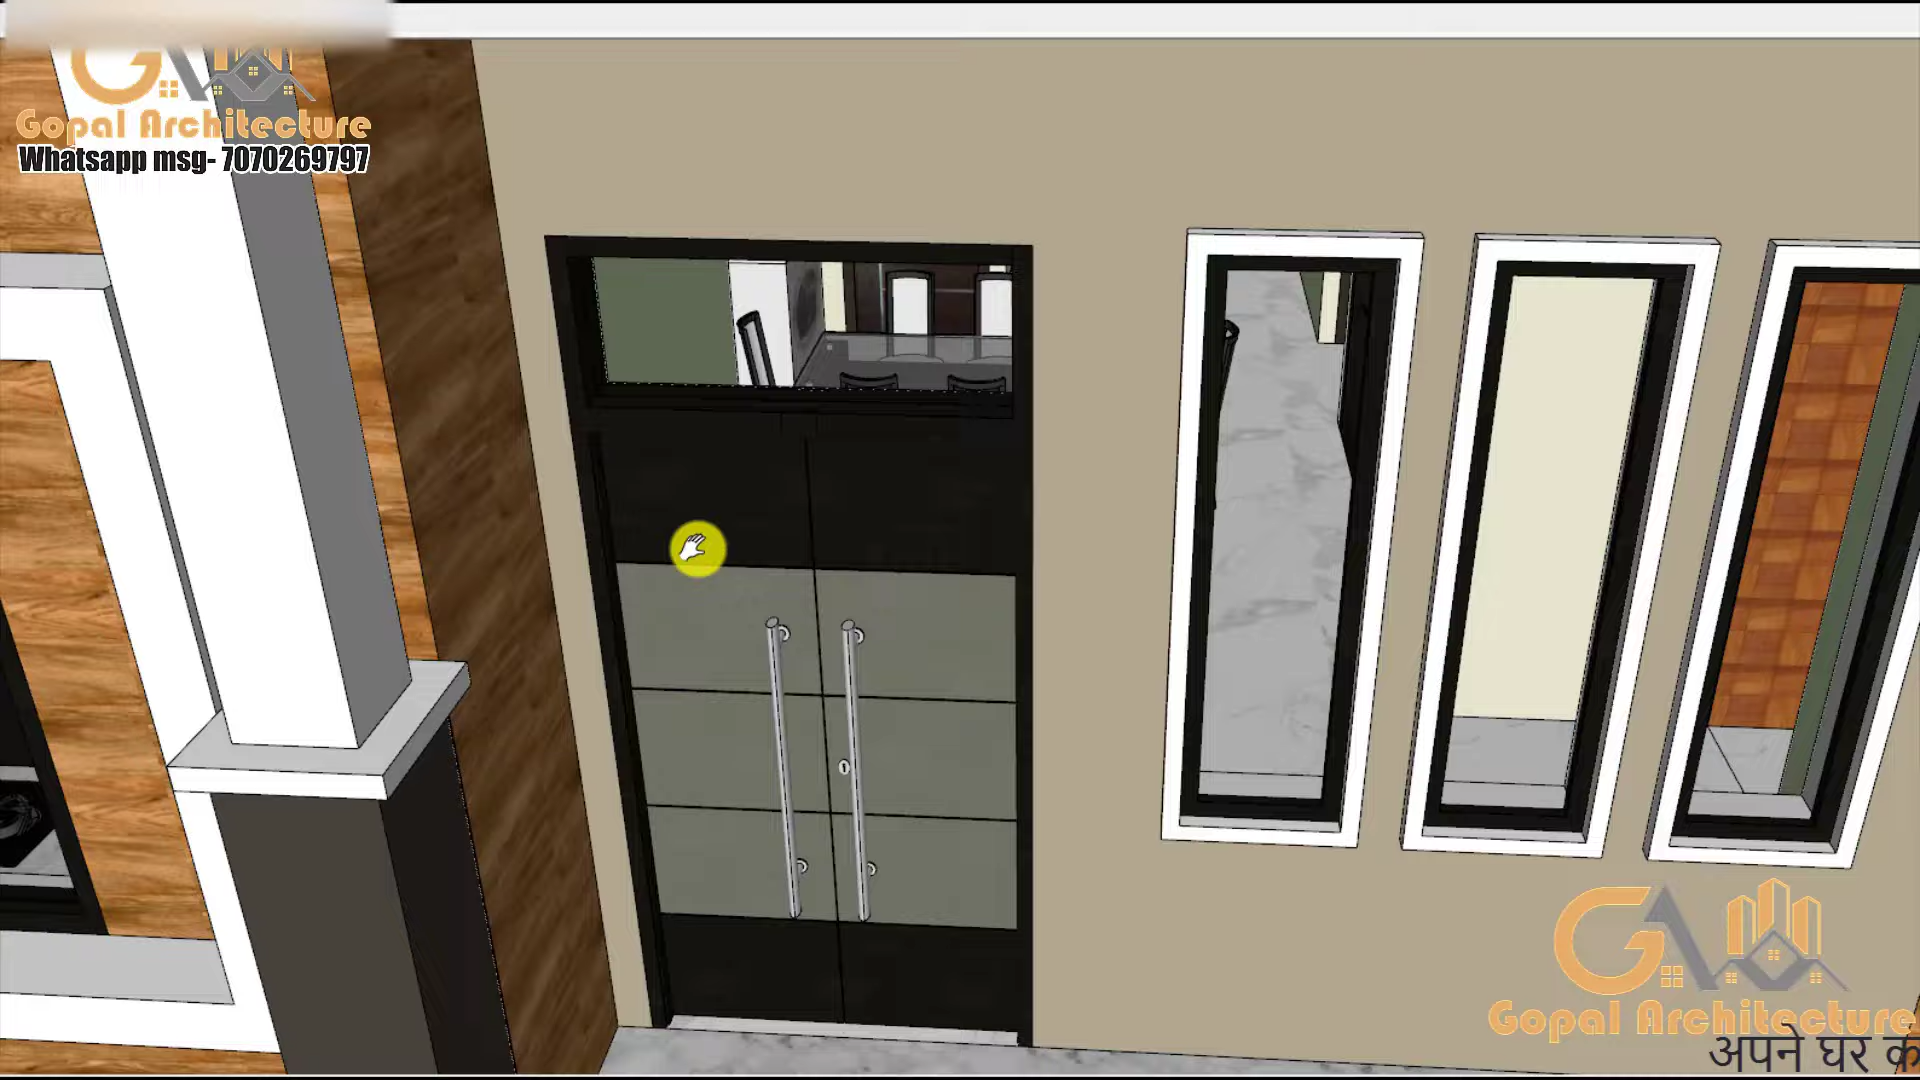 Gopal Architecture
Whatsapp msg- 7070269797
Gopal Architecture
अपने घर क